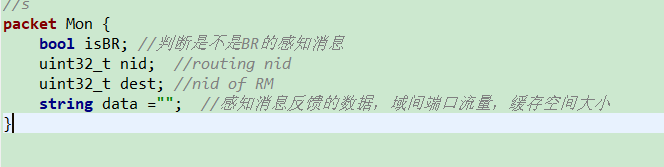 //s
packet Mon {
    bool isBR; //判断是不是BR的感知消息
    uint32_t nid;  //routing nid
    uint32_t dest; //nid of RM
    string data ="";  //感知消息反馈的数据，域间端口流量，缓存空间大小
}